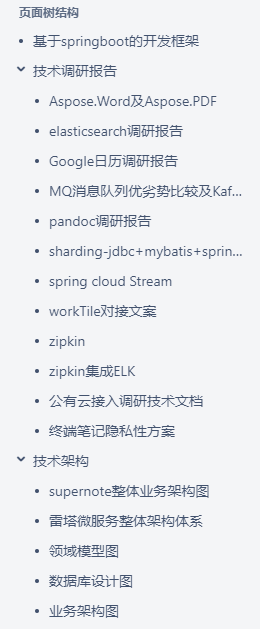 页面树结构
基于springboot的开发框架
技术调研报告
Aspose.Word及Aspose.PDF
elasticsearch调研报告
Google日历调研报告
MQ消息队列优劣势比较及Kaf...
pandoc调研报告
sharding-jdbc+mybatis+sprin...
spring cloud Stream
workTile对接文案
zipkin
zipkin集成ELK
公有云接入调研技术文档
终端笔记隐私性方案
技术架构
supernote整体业务架构图
雷塔微服务整体架构体系
领域模型图
数据库设计图
业务架构图